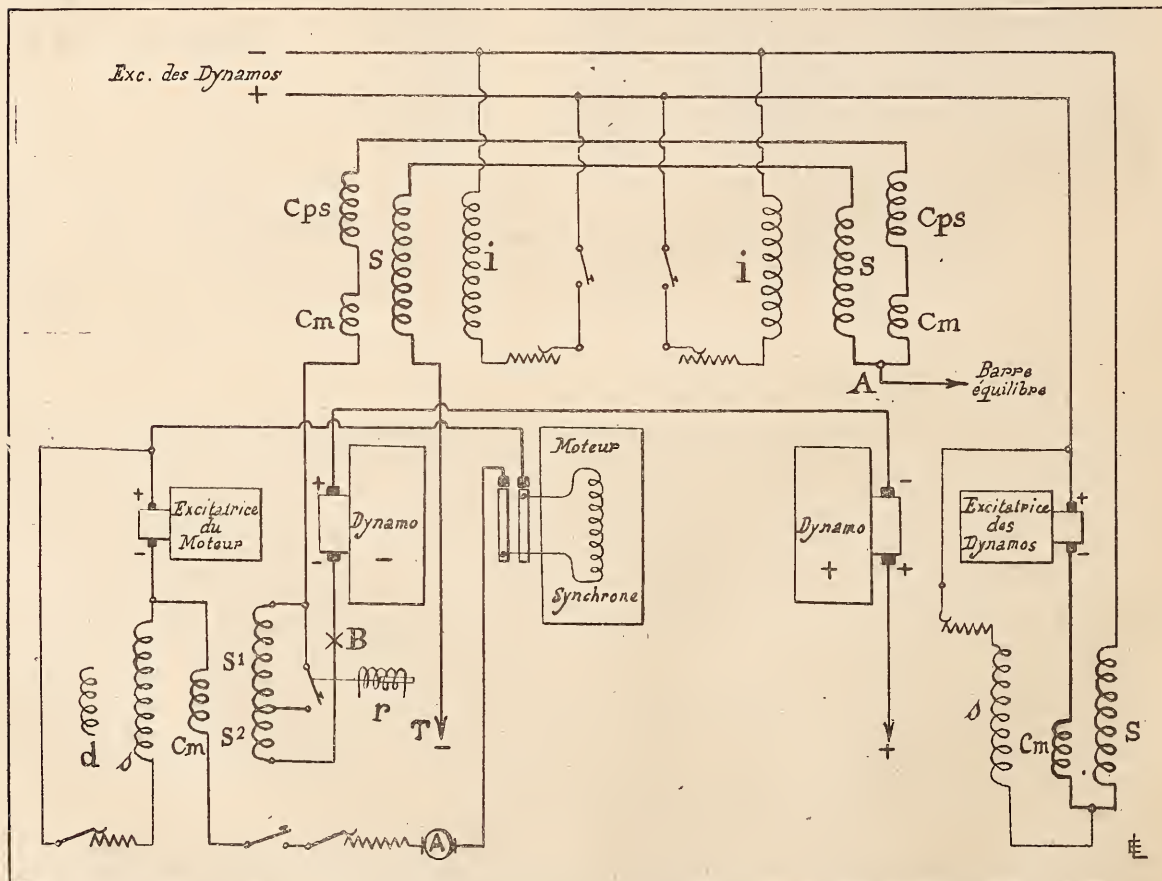 −
Exc. des Dynamos
+
Cps
S
i
i
S
Cps
Cm
Cm
A
Barre
équilibre
+
Excitatrice
du
Moteur
−
+
Dynamo
−
−
Moteur
Synchrone
Dynamo
+
−
+
Excitatrice
des
Dynamos
+
−
B
S1
S2
r
T
−
d
s
Cm
A
+
s
Cm
S